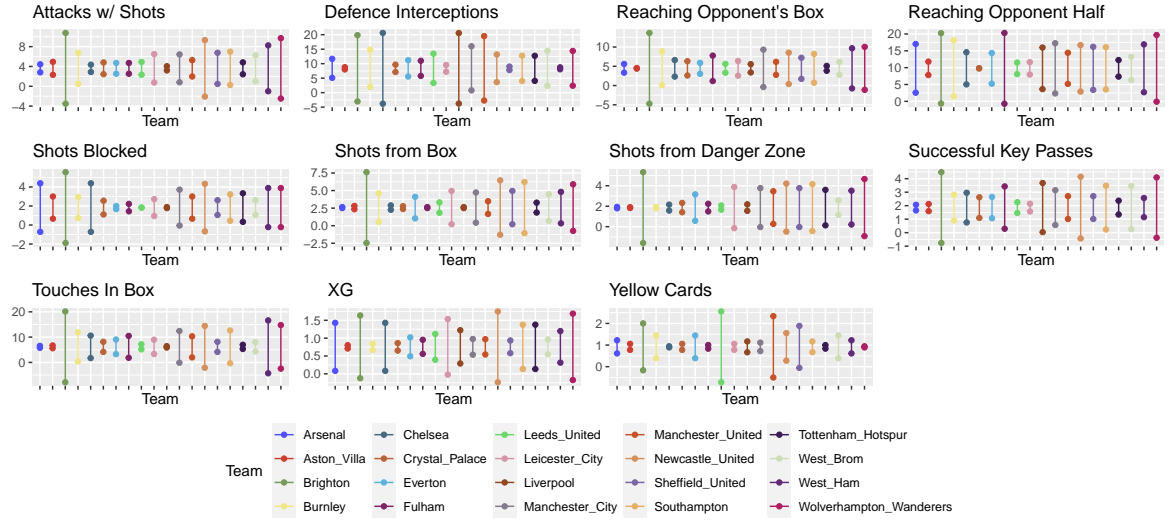 Attacks w/ Shots
Defence Interceptions
Reaching Opponent's Box
Reaching Opponent Half
8
4
0
−4
20
15
10
5
0
−5
10
5
0
−5
20
15
10
5
0
Team
Team
Team
Team
Shots Blocked
Shots from Box
Shots from Danger Zone
Successful Key Passes
4
2
0
−2
7.5
5.0
2.5
0.0
−2.5
4
2
0
4
3
2
1
0
−1
Team
Team
Team
Team
Touches In Box
XG
Yellow Cards
20
10
0
1.5
1.0
0.5
0.0
2
1
0
Team
Team
Team
Team
Arsenal
Chelsea
Leeds_United
Manchester_United
Tottenham_Hotspur
Aston_Villa
Crystal_Palace
Leicester_City
Newcastle_United
West_Brom
Brighton
Everton
Liverpool
Sheffield_United
West_Ham
Burnley
Fulham
Manchester_City
Southampton
Wolverhampton_Wanderers